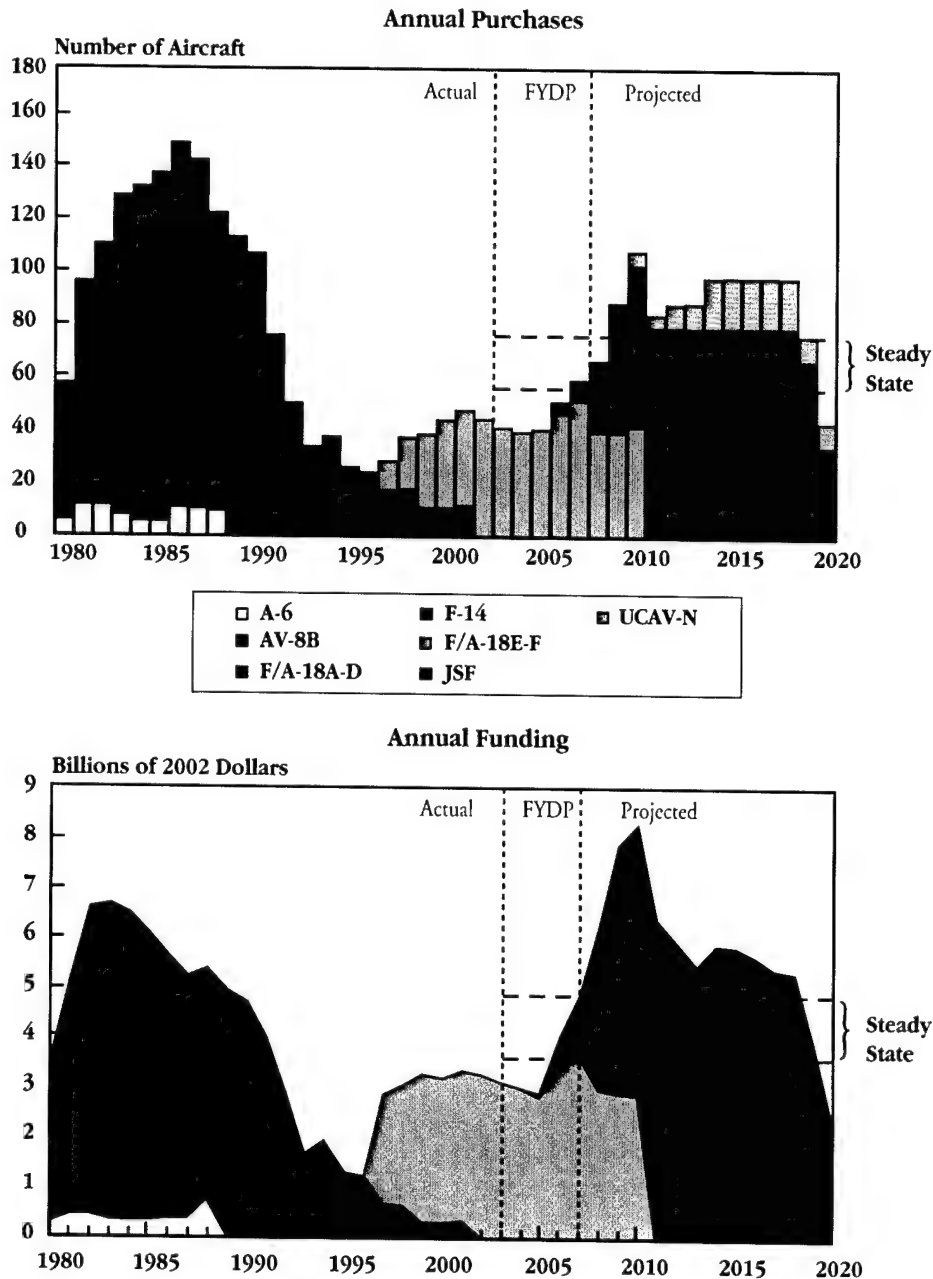 Annual Purchases
Number of Aircraft
180
160
140
120
100
80
60
40
20
0
Actual
FYDP
Projected
Steady
State
1980 1985 1990 1995 2000 2005 2010 2015 2020
A-6
F-14
UCAV-N
AV-8B
F/A-18E-F
F/A-18A-D
JSF
Annual Funding
Billions of 2002 Dollars
9
8
7
6
5
4
3
2
1
0
Actual
FYDP
Projected
Steady
State
1980 1985 1990 1995 2000 2005 2010 2015 2020